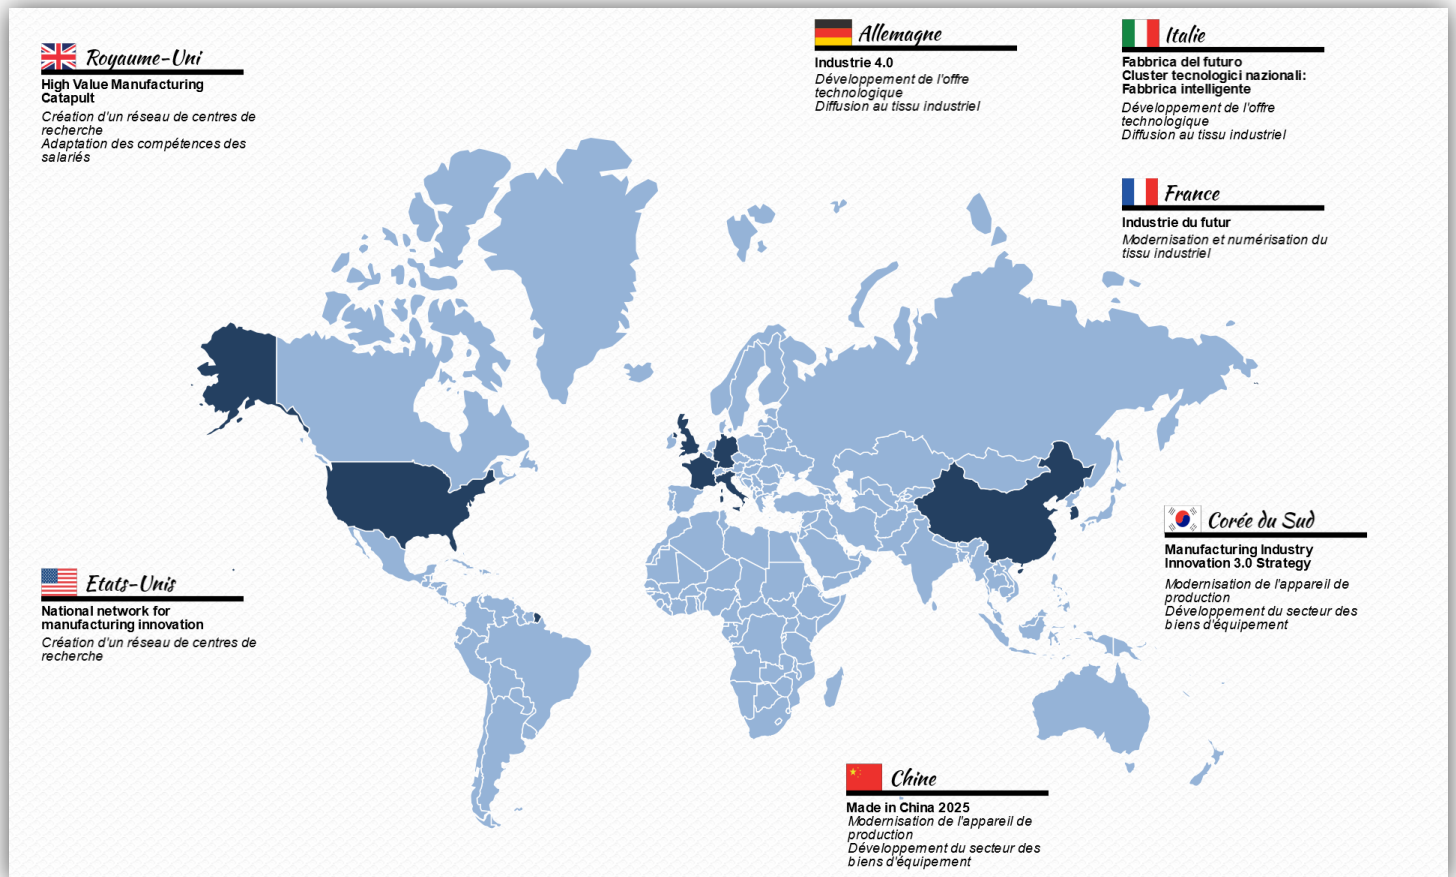 Royaume-Uni
High Value Manufacturing
Catapult
Création d'un réseau de centres de
recherche
Adaptation des compétences des
salariés
Allemagne
Industrie 4.0
Développement de l'offre
technologique
Diffusion au tissu industriel
Italie
Fabbrica del futuro
Cluster tecnologici nazionali:
Fabbrica intelligente
Développement de l'offre
technologique
Diffusion au tissu industriel
France
Industrie du futur
Modernisation et numérisation du
tissu industriel
Corée du Sud
Manufacturing Industry
Innovation 3.0 Strategy
Modernisation de l'appareil de
production
Développement du secteur des
biens d'équipement
Etats-Unis
National network for
manufacturing innovation
Création d'un réseau de centres de
recherche
Chine
Made in China 2025
Modernisation de l'appareil de
production
Développement du secteur des
biens d'équipement